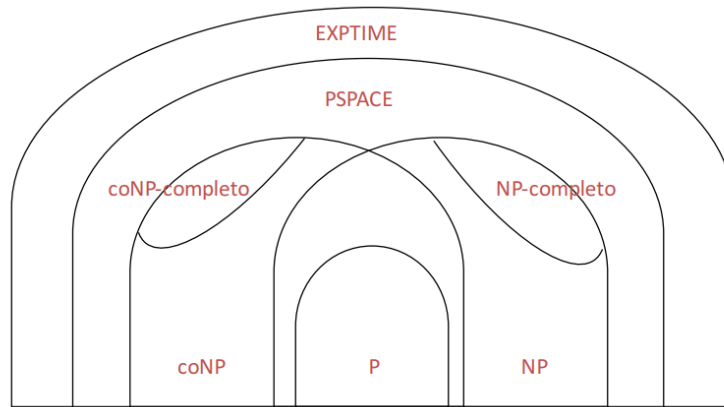 EXPTIME
PSPACE
coNP-completo
NP-completo
coNP
P
NP